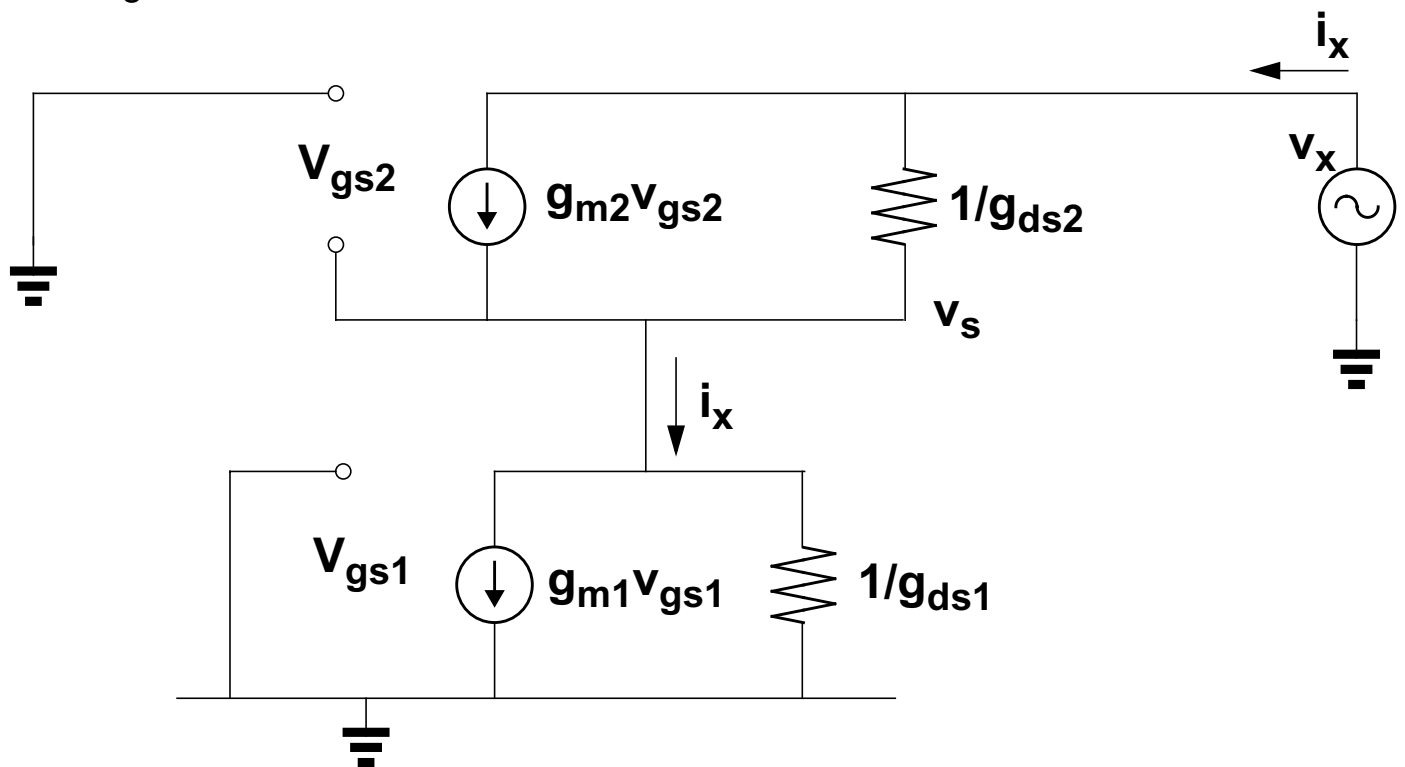 i_x
v_x
V_gs2
g_m2v_gs2
1/g_ds2
v_s
i_x
V_gs1
g_m1v_gs1
1/g_ds1